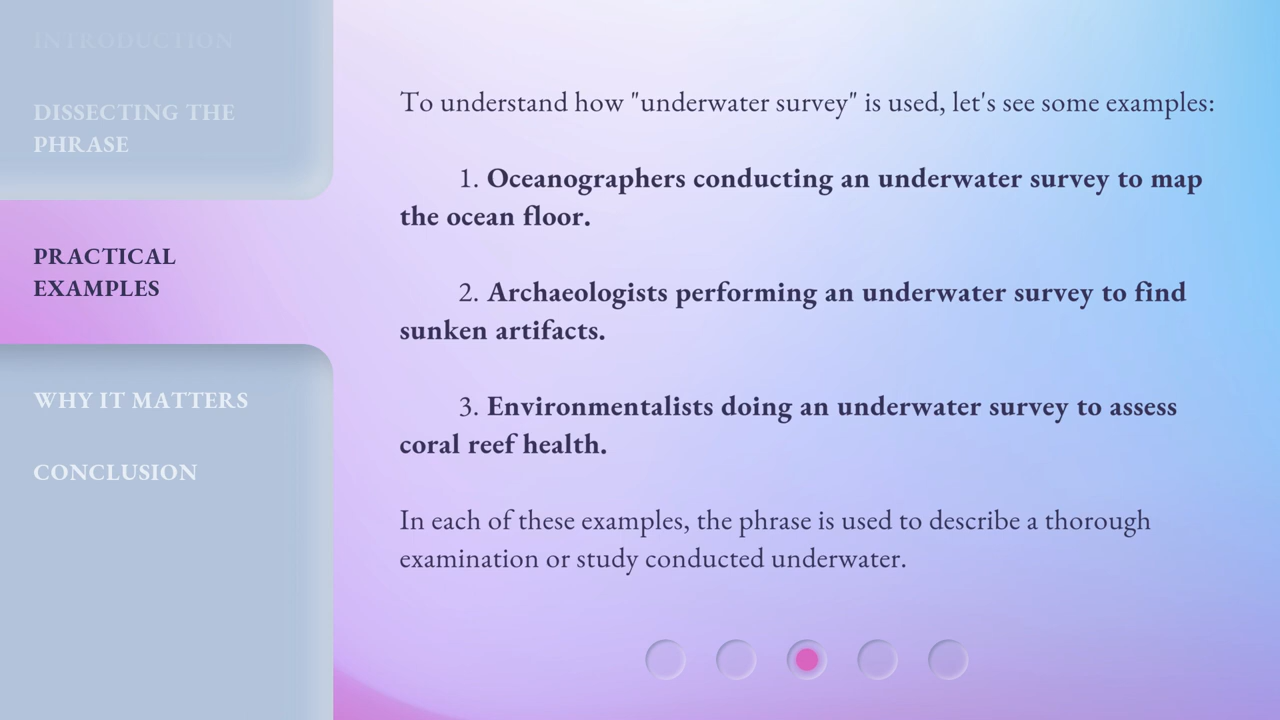 INTRODUCTION
DISSECTING THE
PHRASE
PRACTICAL
EXAMPLES
WHY IT MATTERS
CONCLUSION
To understand how "underwater survey" is used, let's see some examples:
1. Oceanographers conducting an underwater survey to map
the ocean floor.
2. Archaeologists performing an underwater survey to find
sunken artifacts.
3. Environmentalists doing an underwater survey to assess
coral reef health.
In each of these examples, the phrase is used to describe a thorough
examination or study conducted underwater.